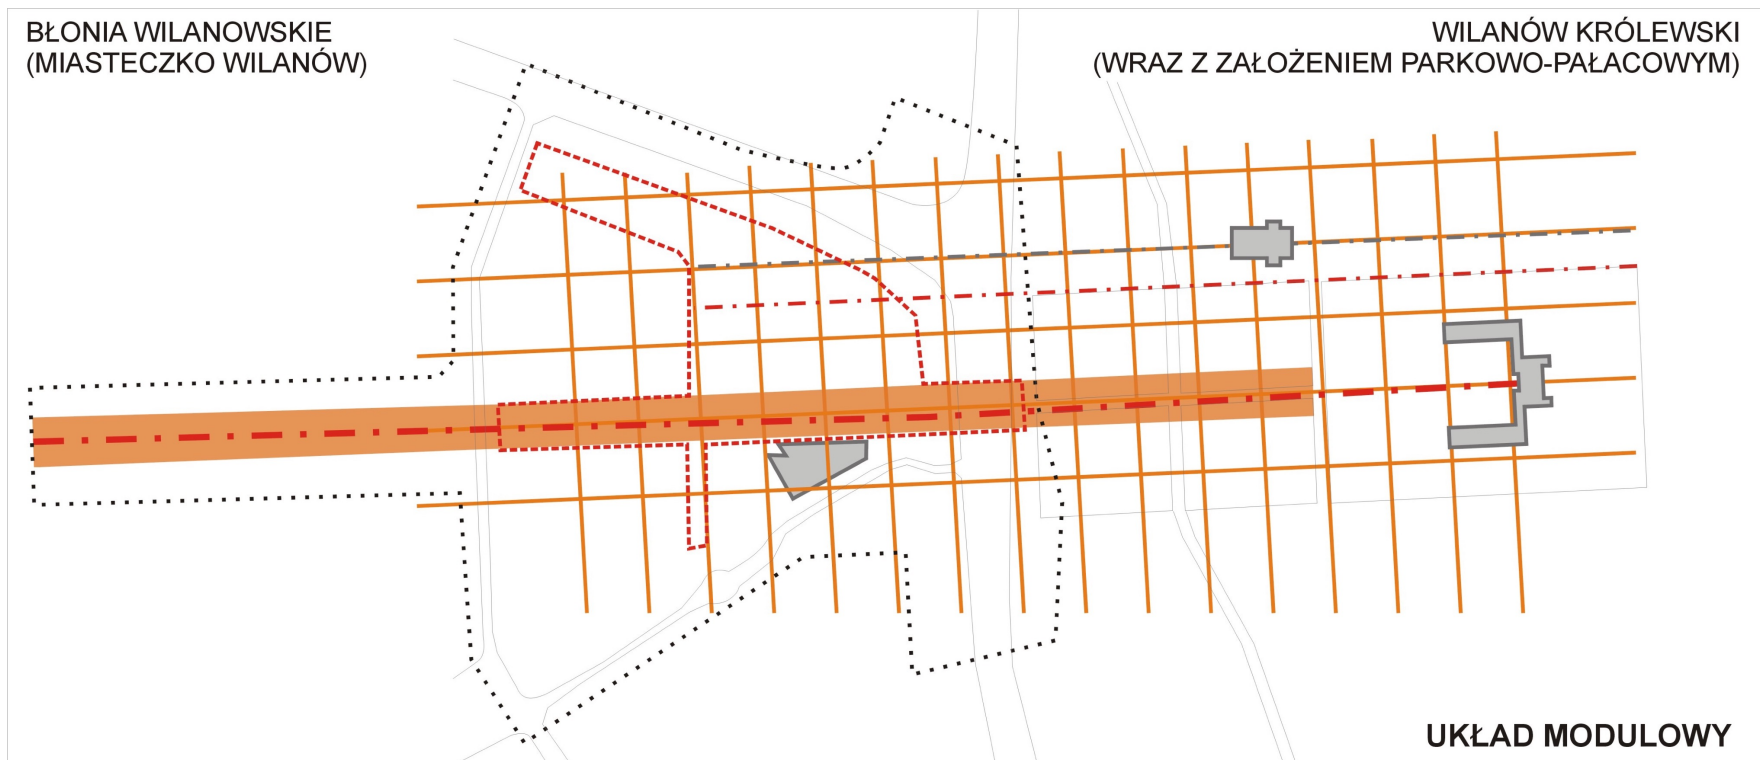 BŁONIA WILANOWSKIE
(MIASTECZKO WILANÓW)
WILANÓW KRÓLEWSKI
(WRAZ Z ZAŁOŻENIEM PARKOWO-PAŁACOWYM)
UKŁAD MODULOWY